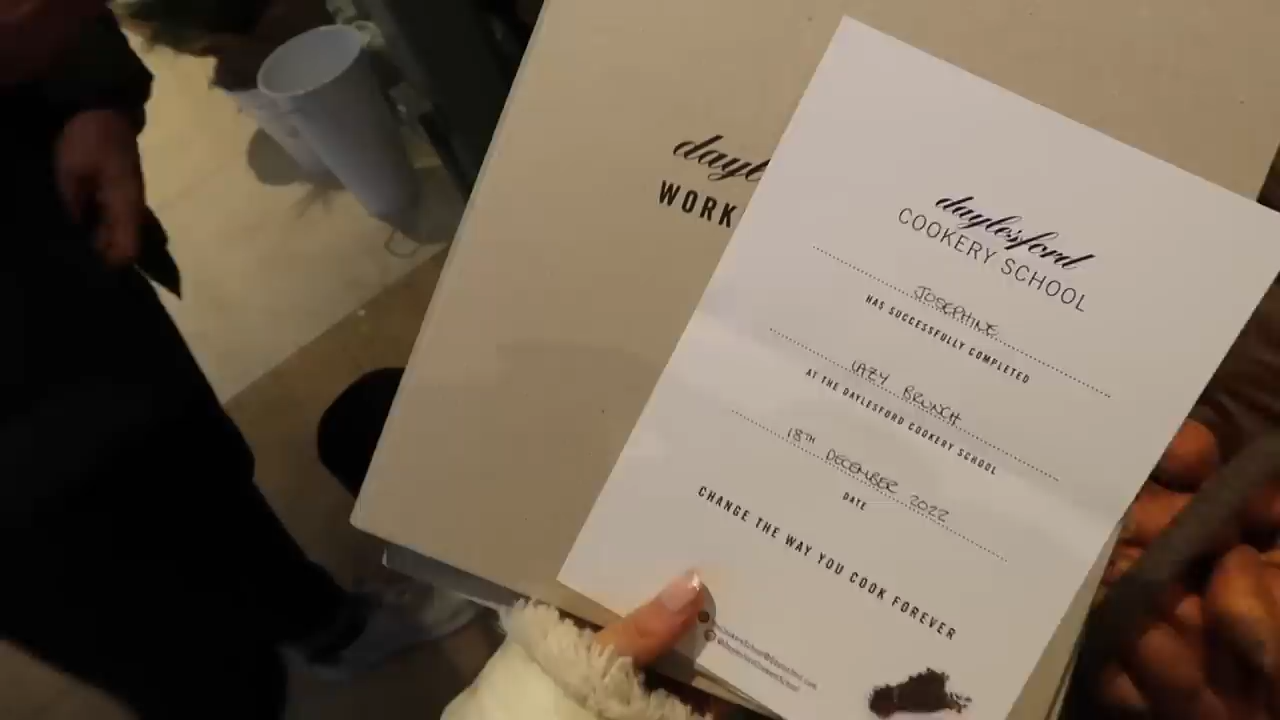 dayl
WORK
daylesford
COOKERY SCHOOL
JOSEPHINE
HAS SUCCESSFULLY COMPLETED
LAZY BRUNCH
AT THE DAYLESFORD COOKERY SCHOOL
18TH DECEMBER 2022
DATE
CHANGE THE WAY YOU COOK FOREVER